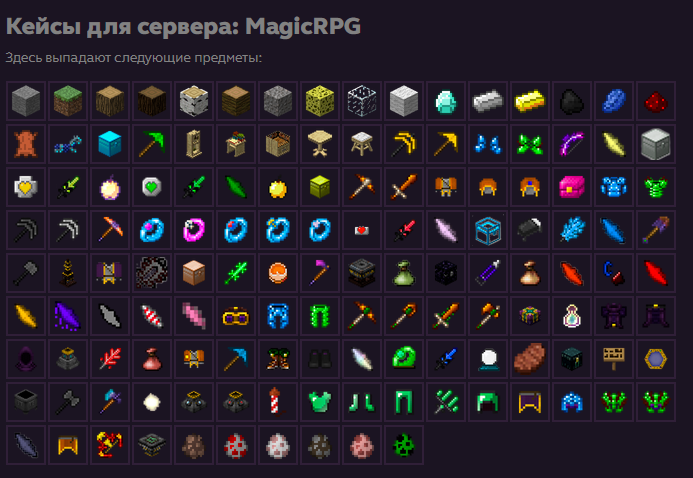 Кейсы для сервера: MagicRPG
Здесь выпадают следующие предметы: